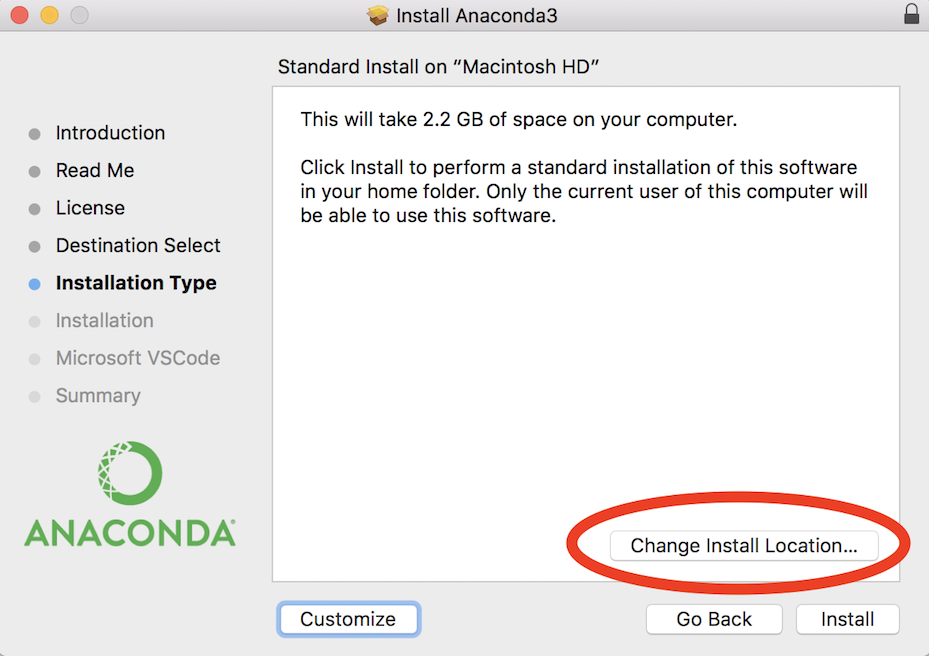 Install Anaconda3
Standard Install on “Macintosh HD”
Introduction
Read Me
License
Destination Select
Installation Type
Installation
Microsoft VSCode
Summary
ANACONDA®
This will take 2.2 GB of space on your computer.
Click Install to perform a standard installation of this software
in your home folder. Only the current user of this computer will
be able to use this software.
Change Install Location...
Customize
Go Back
Install